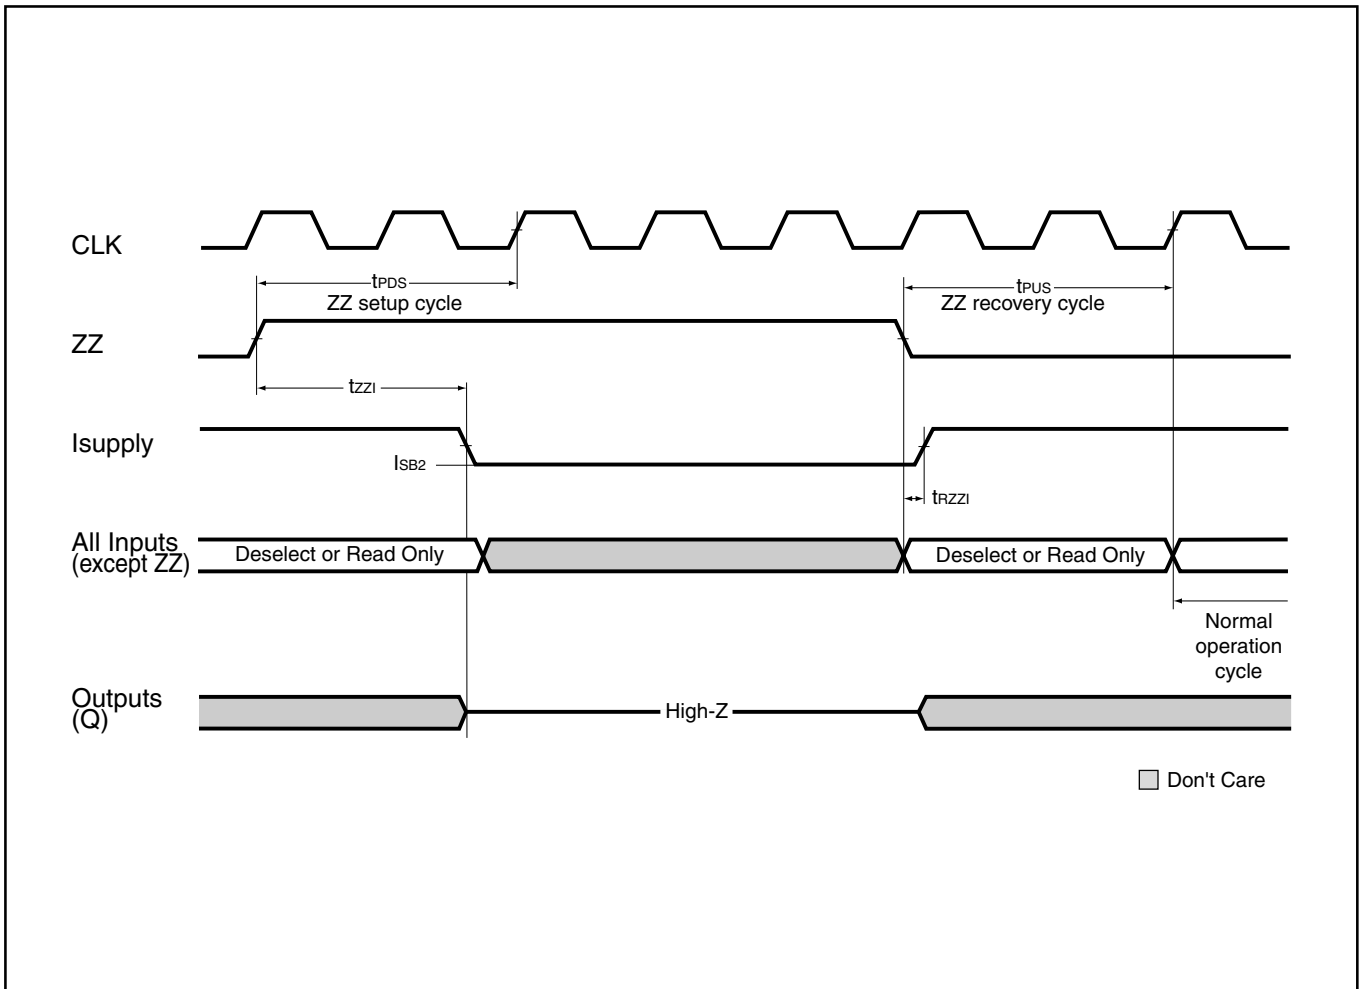 CLK
tPDS
ZZ setup cycle
tPUS
ZZ recovery cycle
ZZ
tZZI
Isupply
ISB2
tRZZI
All Inputs
(except ZZ)
Deselect or Read Only
Deselect or Read Only
Normal
operation
cycle
Outputs
(Q)
High-Z
Don't Care